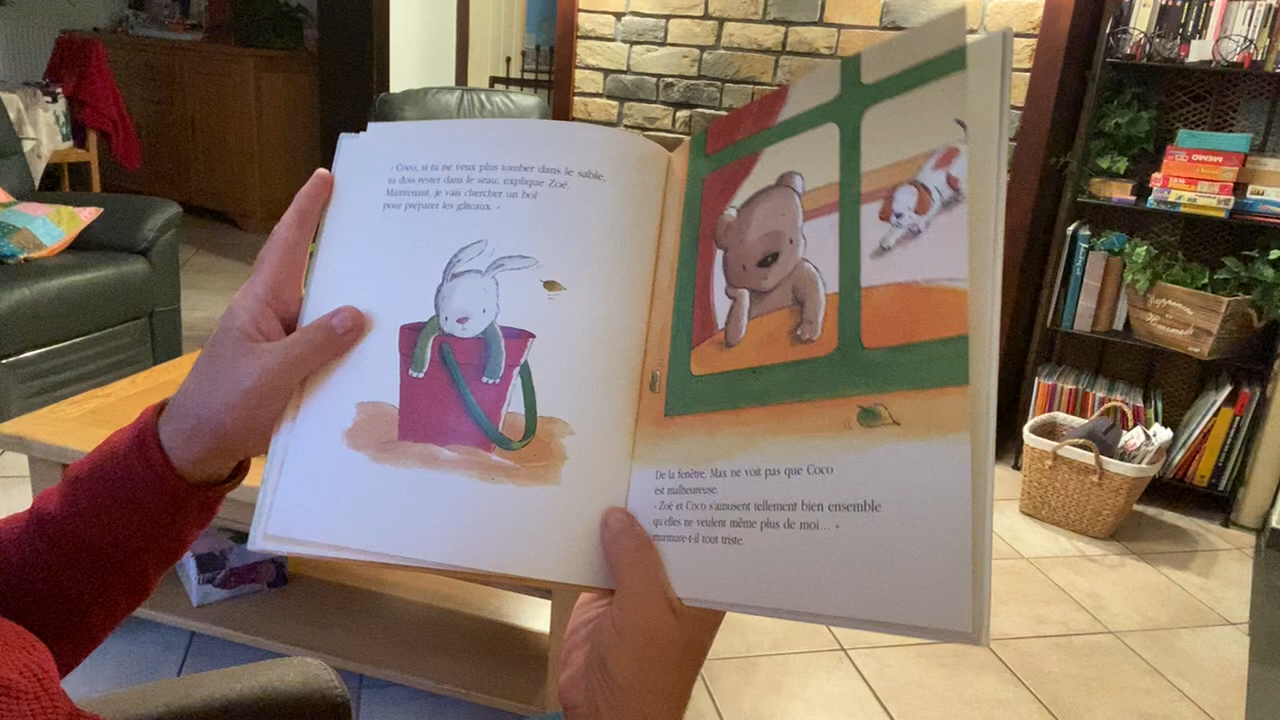 « Coco, si tu ne veux plus tomber dans le sable,
tu dois rester dans le seau, explique Zoé.
Maintenant, je vais chercher un bol
pour préparer les gâteaux. »
De la fenêtre, Max ne voit pas que Coco
est malheureuse.
« Zoé et Coco s'amusent tellement bien ensemble
qu'elles ne veulent même plus de moi... »
murmure-t-il tout triste.
Happiness
is
Homemade